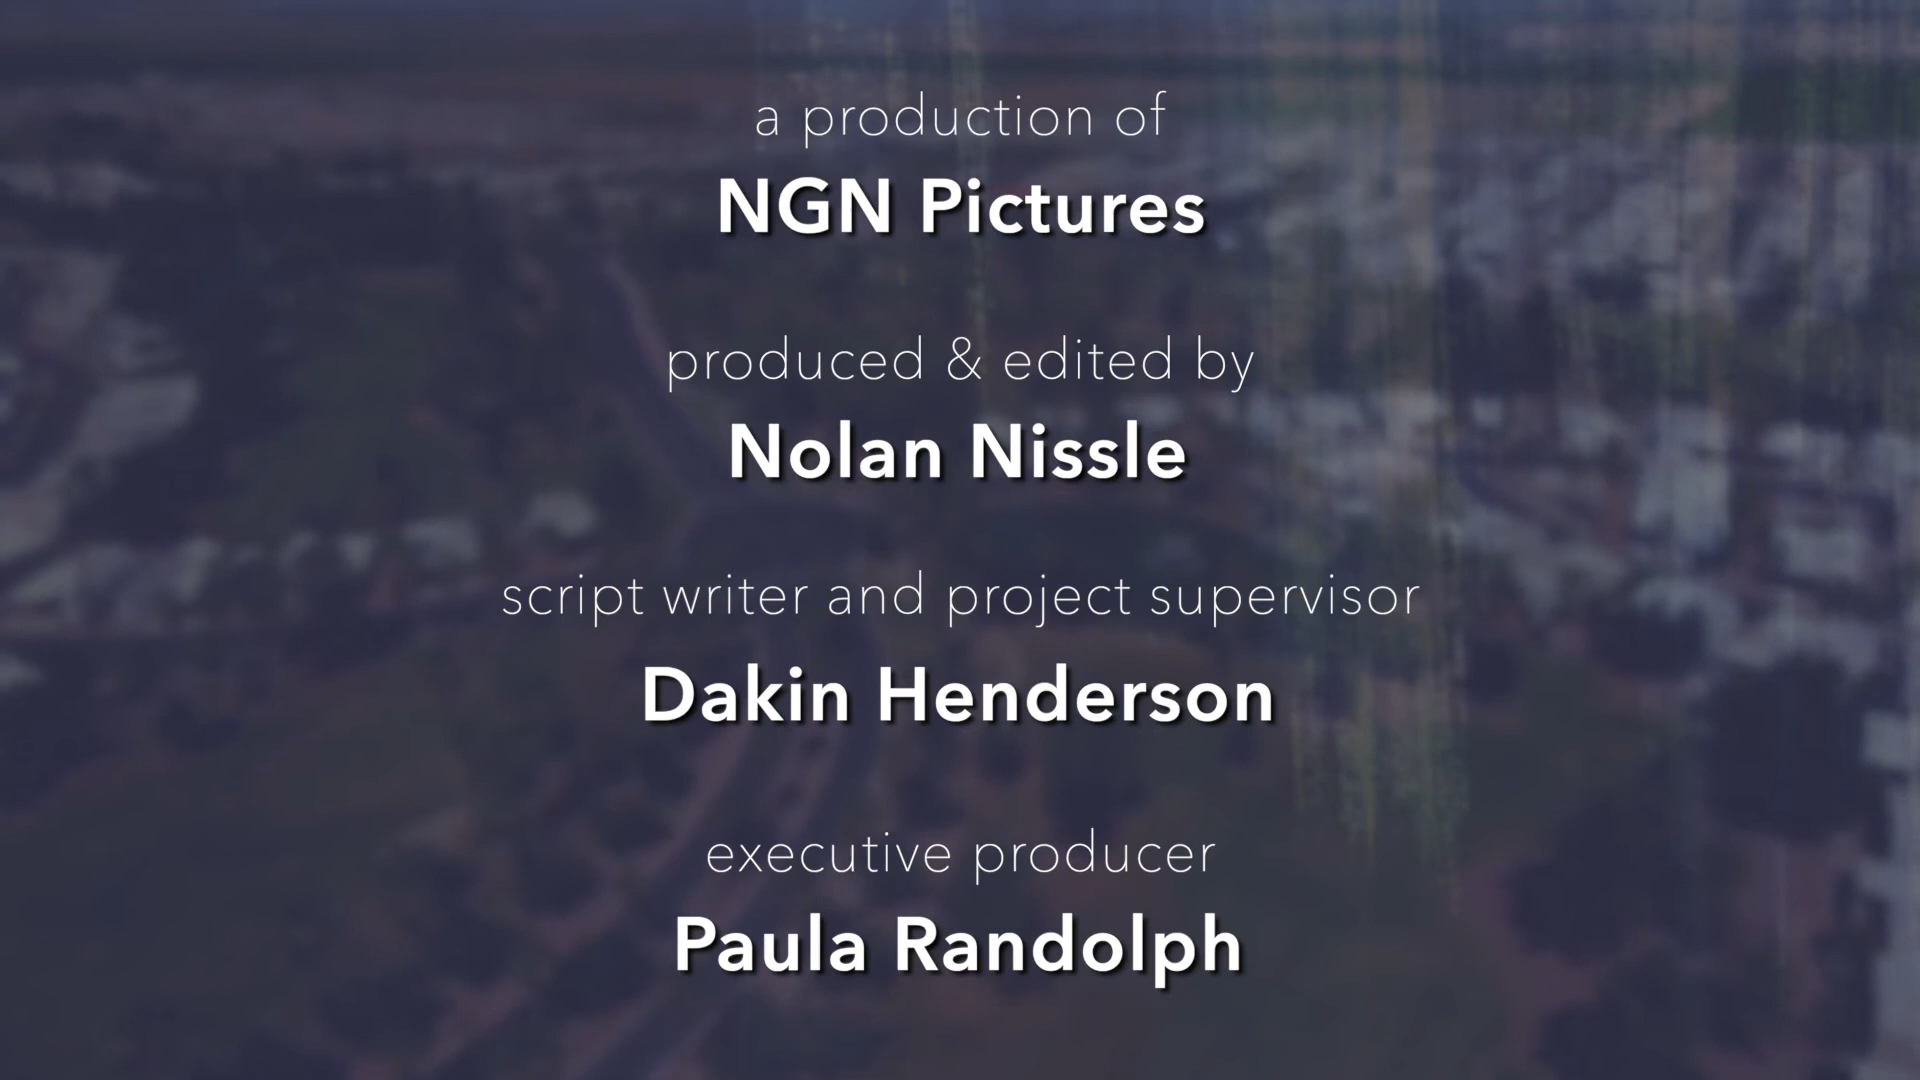 a production of
NGN Pictures
produced & edited by
Nolan Nissle
script writer and project supervisor
Dakin Henderson
executive producer
Paula Randolph